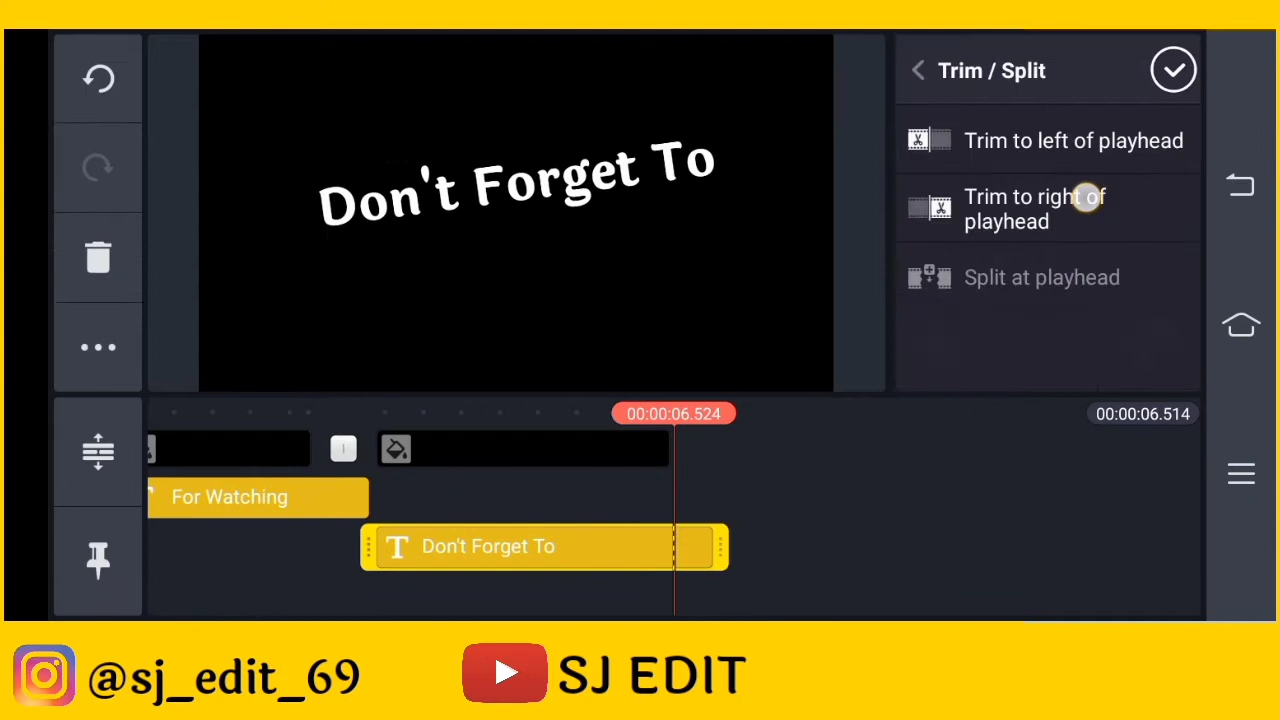 Trim / Split
Trim to left of playhead
Don't Forget To
Trim to right of
playhead
Split at playhead
00:00:06.524
00:00:06.514
For Watching
T Don't Forget To
@sj_edit_69
SJ EDIT